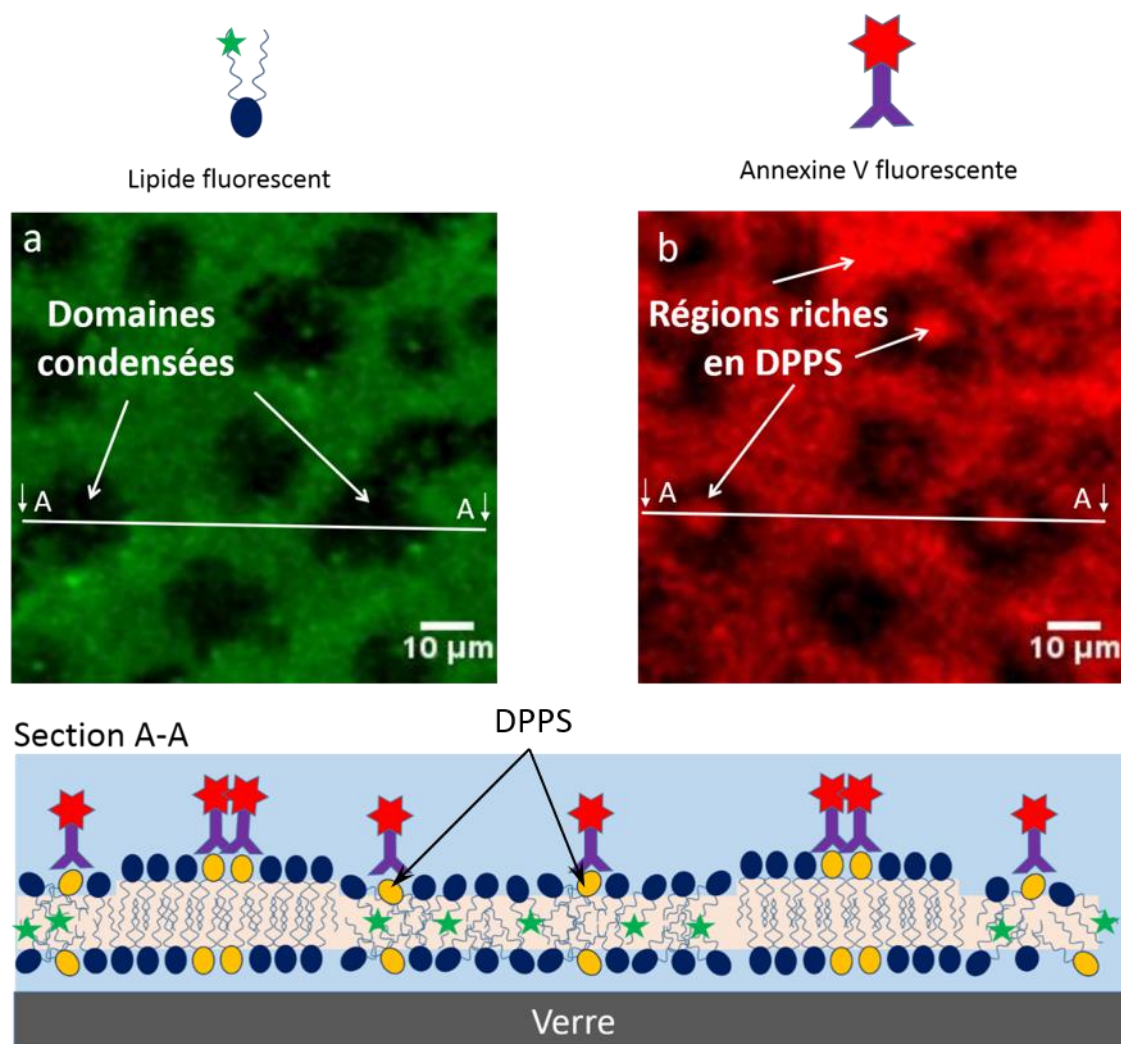 Lipide fluorescent
Annexine V fluorescente
a
Domaines
condensées
A
A
10 µm
b
Régions riches
en DPPS
A
A
10 µm
DPPS
Section A-A
Verre